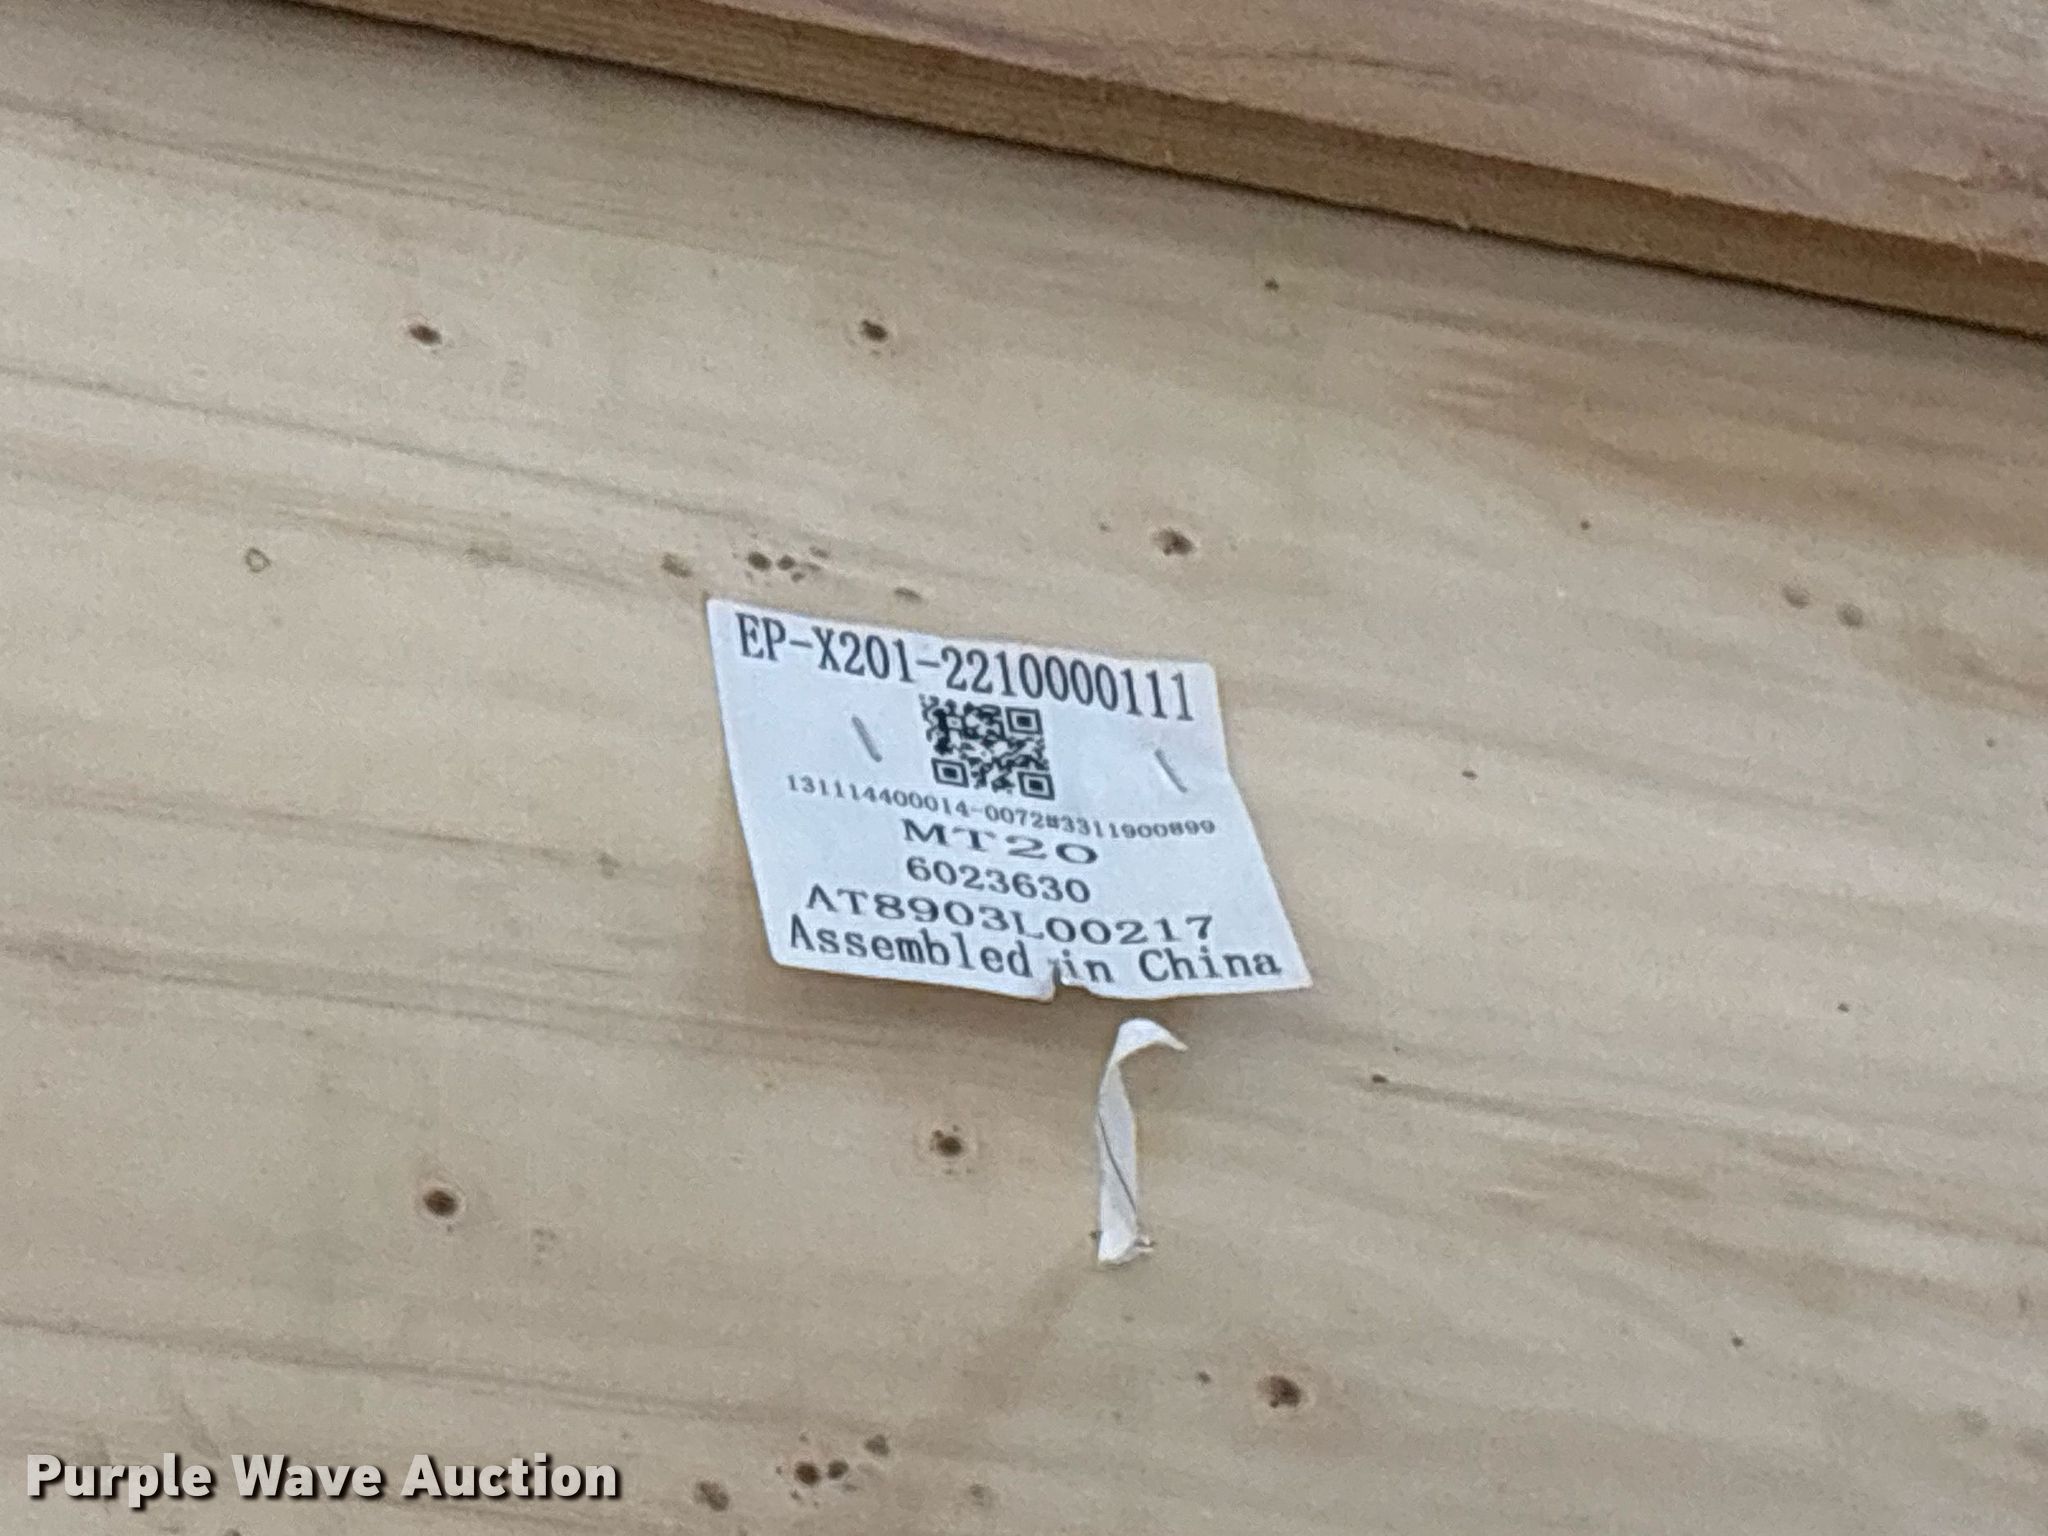 EP-X201-2210000111
131114400014-0072#3311900899
MT20
6023630
AT8903L00217
Assembled in China
Purple Wave Auction